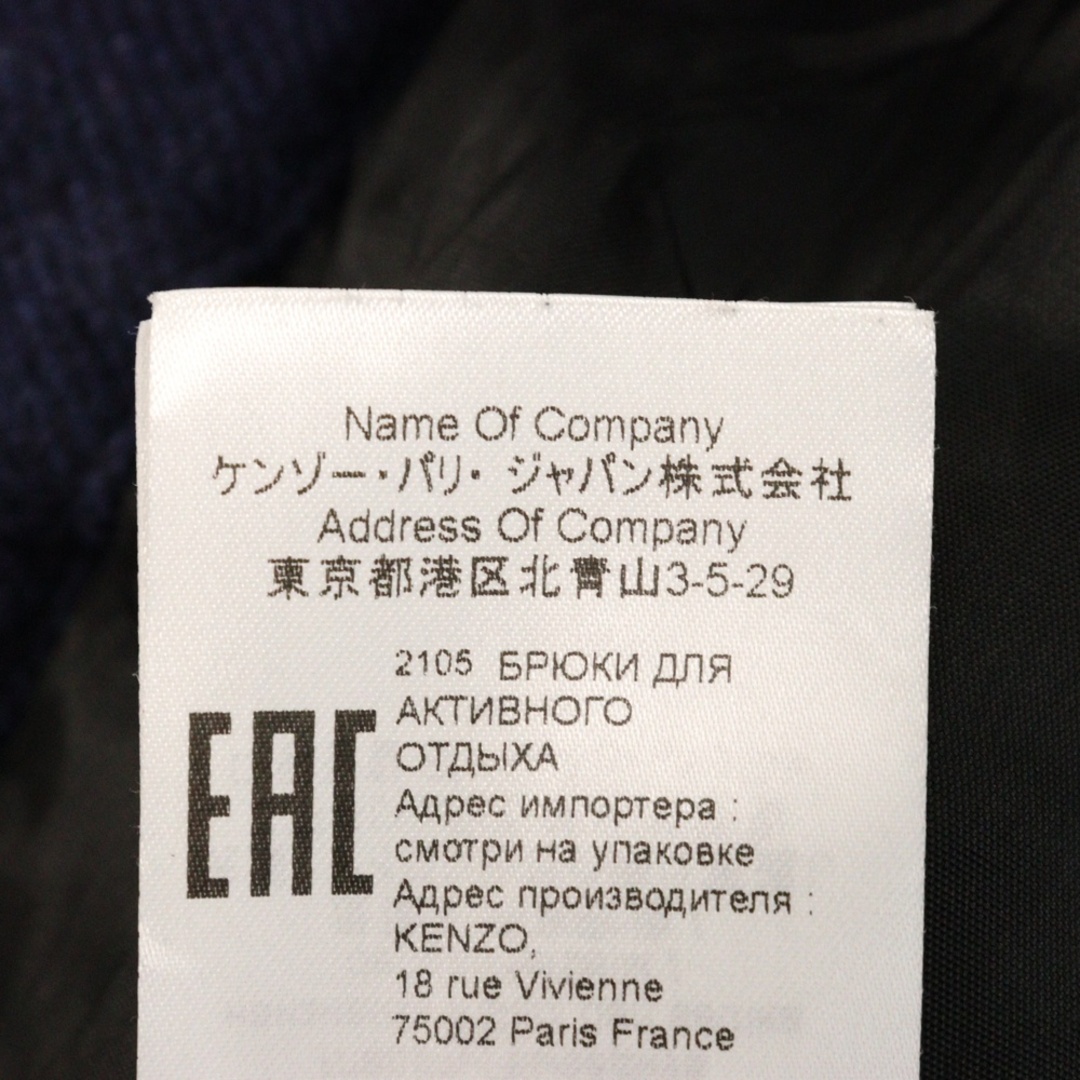 Name Of Company
ケンゾー・パリ・ジャパン株式会社
Address Of Company
東京都港区北青山3-5-29
2105 БРЮКИ ДЛЯ
АКТИВНОГО
ОТДЫХА
EAC
Адрес импортера :
смотри на упаковке
Адрес производителя :
KENZO,
18 rue Vivienne
75002 Paris France